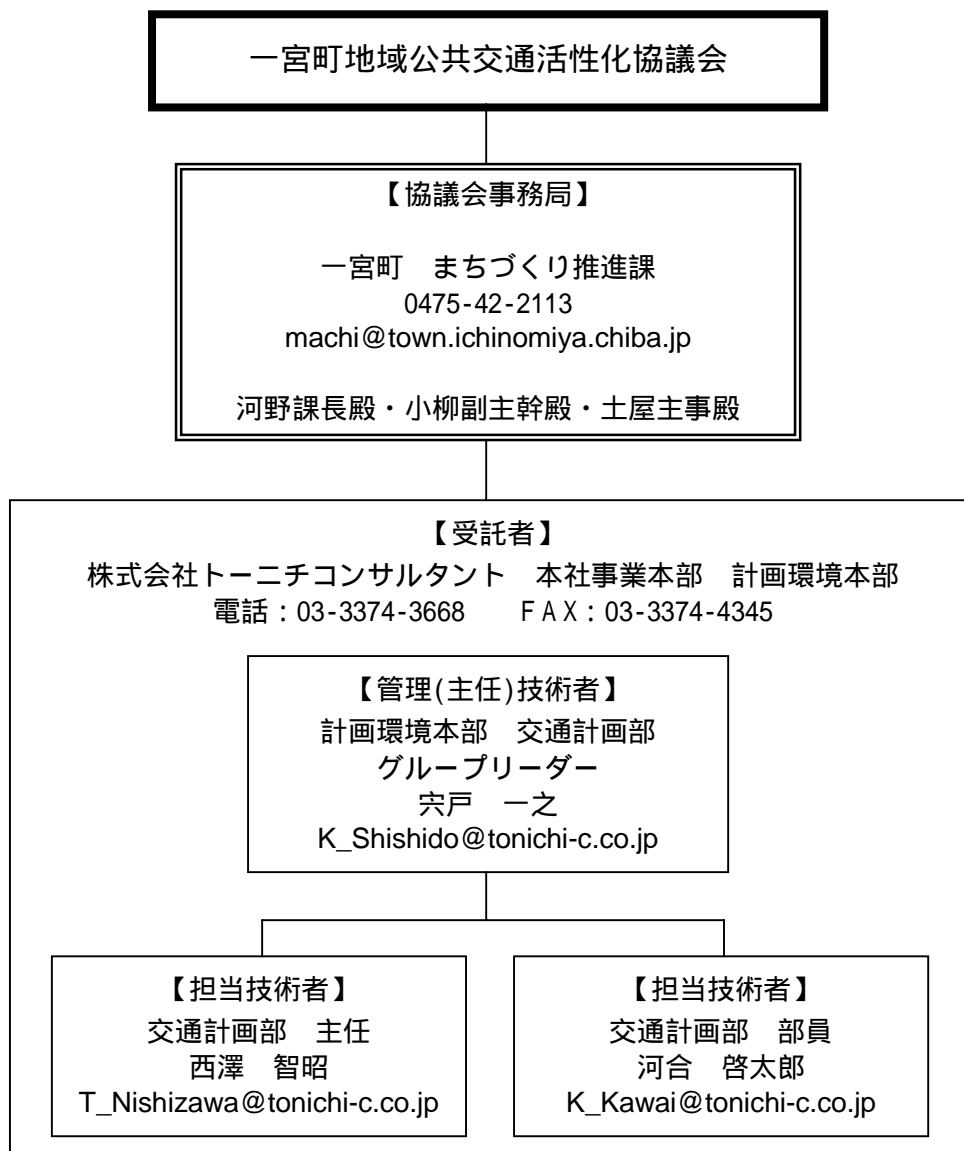 一宮町地域公共交通活性化協議会
【協議会事務局】
一宮町　まちづくり推進課
0475-42-2113
machi@town.ichinomiya.chiba.jp
河野課長殿・小柳副主幹殿・土屋主事殿
【受託者】
株式会社トーニチコンサルタント　本社事業本部　計画環境本部
電話：03-3374-3668　　ＦＡＸ：03-3374-4345
【管理(主任)技術者】
計画環境本部　交通計画部
グループリーダー
宍戸　一之
K_Shishido@tonichi-c.co.jp
【担当技術者】
交通計画部　主任
西澤　智昭
T_Nishizawa@tonichi-c.co.jp
【担当技術者】
交通計画部　部員
河合　啓太郎
K_Kawai@tonichi-c.co.jp